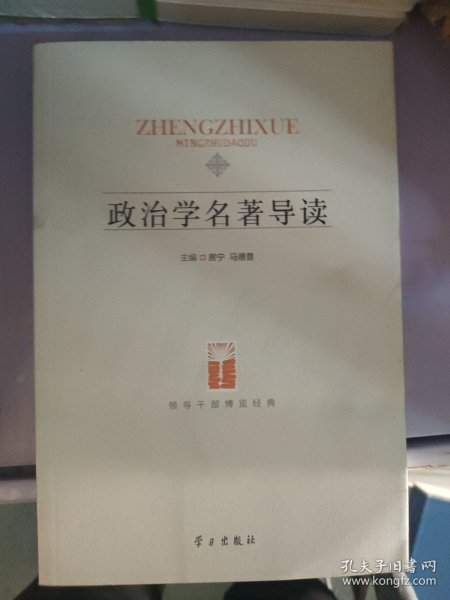 ZHENGZHIXUE
MINGZHUDAODU
政治学名著导读
主编 房宁 马德普
领导干部博览经典
学习出版社
孔夫子旧书网
www.kongfz.com